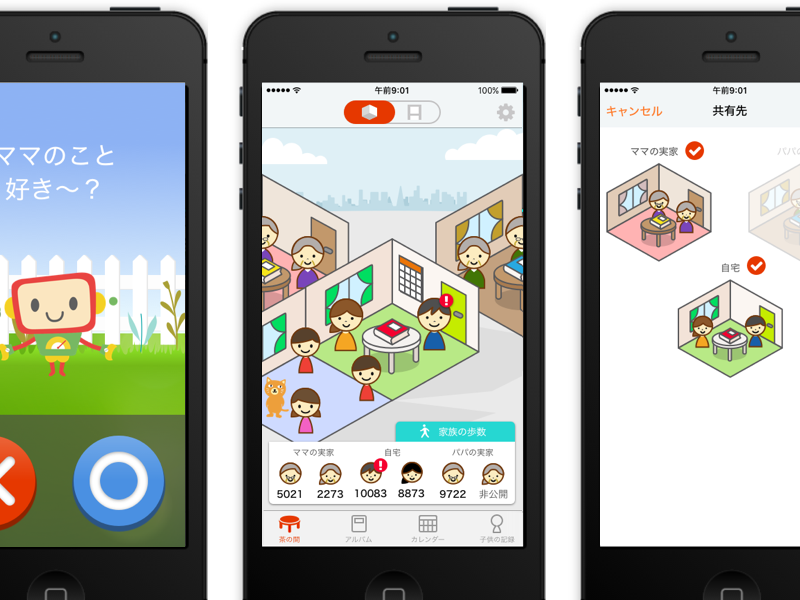 ママのこと
好き〜？
午前9:01
100%
家族の歩数
ママの実家
自宅
パパの実家
5021
2273
10083
8873
9722
非公開
茶の間
アルバム
カレンダー
子供の記録
午前9:01
キャンセル
共有先
ママの実家
自宅